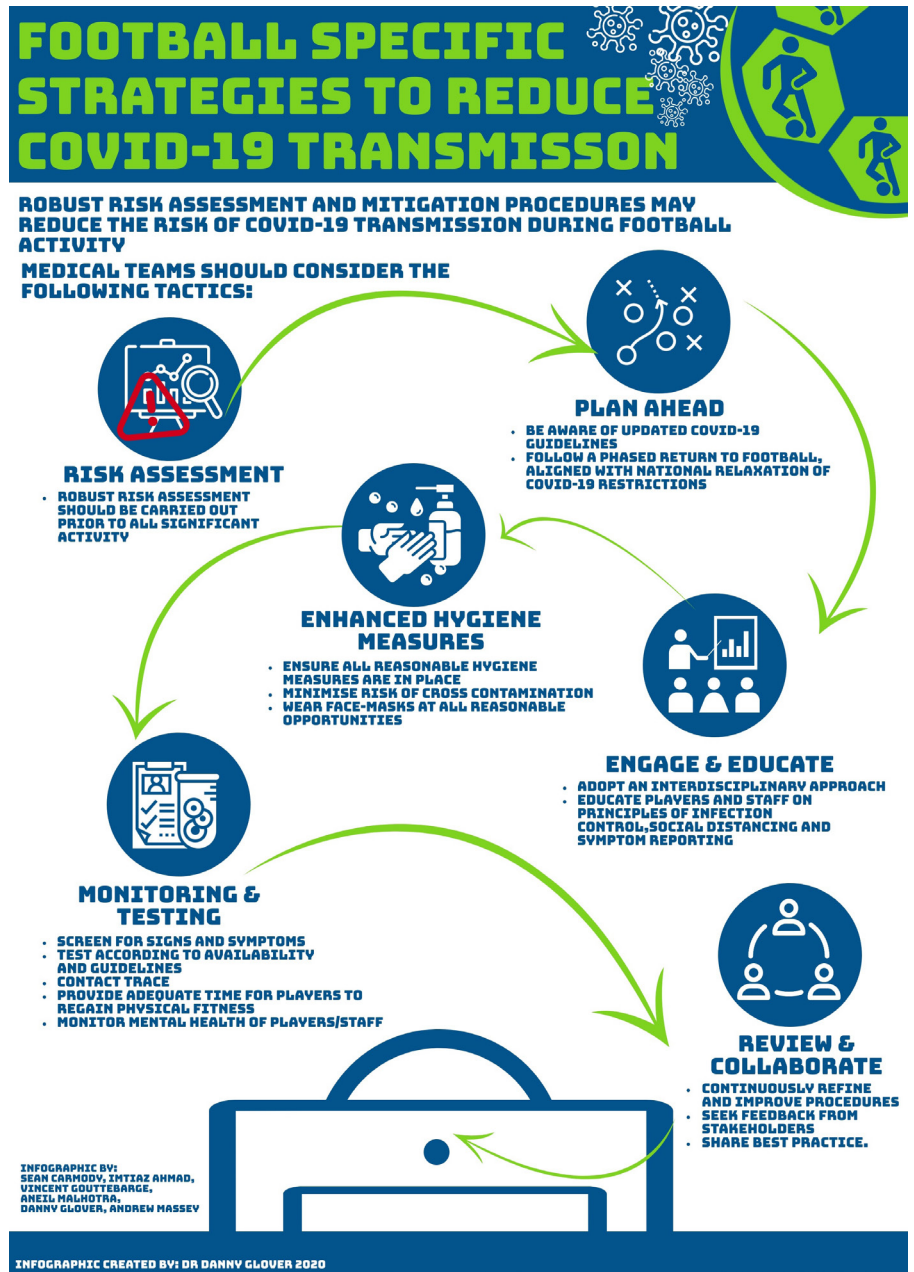 FOOTBALL SPECIFIC
STRATEGIES TO REDUCE
COVID-19 TRANSMISSON
ROBUST RISK ASSESSMENT AND MITIGATION PROCEDURES MAY
REDUCE THE RISK OF COVID-19 TRANSMISSION DURING FOOTBALL
ACTIVITY
MEDICAL TEAMS SHOULD CONSIDER THE
FOLLOWING TACTICS:
RISK ASSESSMENT
• ROBUST RISK ASSESSMENT
SHOULD BE CARRIED OUT
PRIOR TO ALL SIGNIFICANT
ACTIVITY
PLAN AHEAD
• BE AWARE OF UPDATED COVID-19
GUIDELINES
• FOLLOW A PHASED RETURN TO FOOTBALL,
ALIGNED WITH NATIONAL RELAXATION OF
COVID-19 RESTRICTIONS
ENGAGE & EDUCATE
• ADOPT AN INTERDISCIPLINARY APPROACH
• EDUCATE PLAYERS AND STAFF ON
PRINCIPLES OF INFECTION
CONTROL,SOCIAL DISTANCING AND
SYMPTOM REPORTING
ENHANCED HYGIENE
MEASURES
• ENSURE ALL REASONABLE HYGIENE
MEASURES ARE IN PLACE
• MINIMISE RISK OF CROSS CONTAMINATION
• WEAR FACE-MASKS AT ALL REASONABLE
OPPORTUNITIES
MONITORING &
TESTING
• SCREEN FOR SIGNS AND SYMPTOMS
• TEST ACCORDING TO AVAILABILITY
AND GUIDELINES
• CONTACT TRACE
• PROVIDE ADEQUATE TIME FOR PLAYERS TO
REGAIN PHYSICAL FITNESS
• MONITOR MENTAL HEALTH OF PLAYERS/STAFF
REVIEW &
COLLABORATE
• CONTINUOUSLY REFINE
AND IMPROVE PROCEDURES
• SEEK FEEDBACK FROM
STAKEHOLDERS
• SHARE BEST PRACTICE.
INFOGRAPHIC BY:
SEAN CARMODY, IMTIAZ AHMAD,
VINCENT GOUTTEBARGE,
ANEIL MALHOTRA,
DANNY GLOVER, ANDREW MASSEY
INFOGRAPHIC CREATED BY: DR DANNY GLOVER 2020